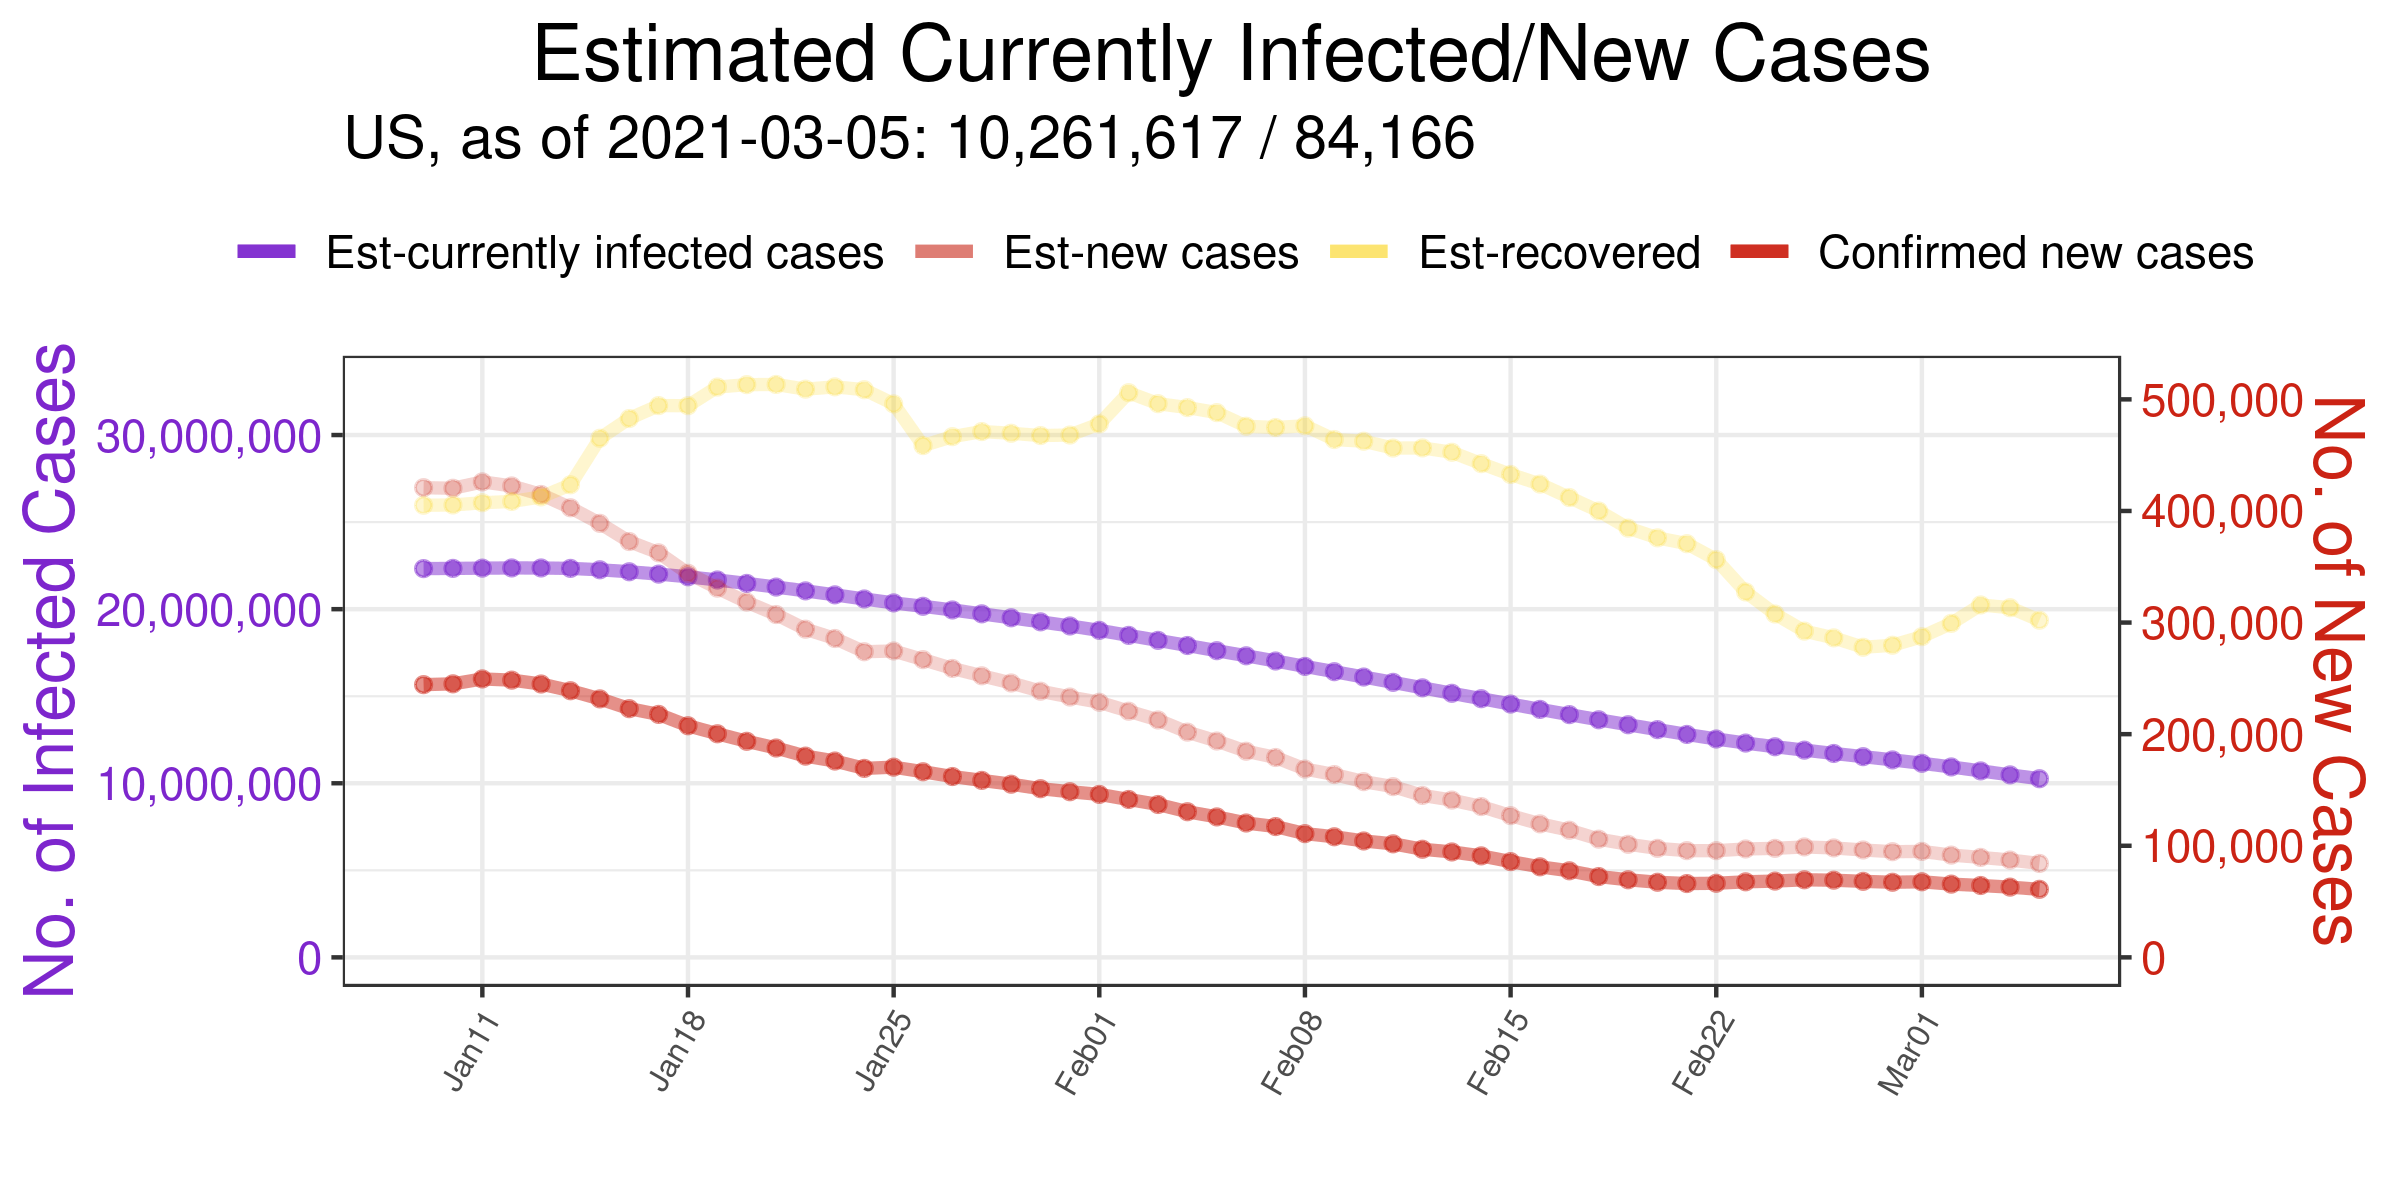 Estimated Currently Infected/New Cases
US, as of 2021-03-05: 10,261,617 / 84,166
Est-currently infected cases Est-new cases Est-recovered Confirmed new cases
No. of Infected Cases
30,000,000
20,000,000
10,000,000
0
500,000
400,000
300,000
200,000
100,000
0
No. of New Cases
Jan11 Jan18 Jan25 Feb01 Feb08 Feb15 Feb22 Mar01